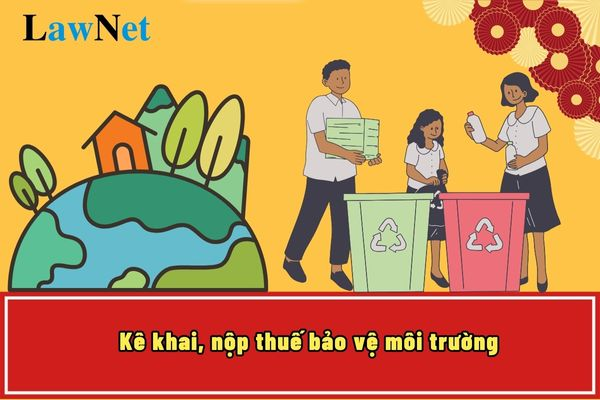 LawNet
Kê khai, nộp thuế bảo vệ môi trường